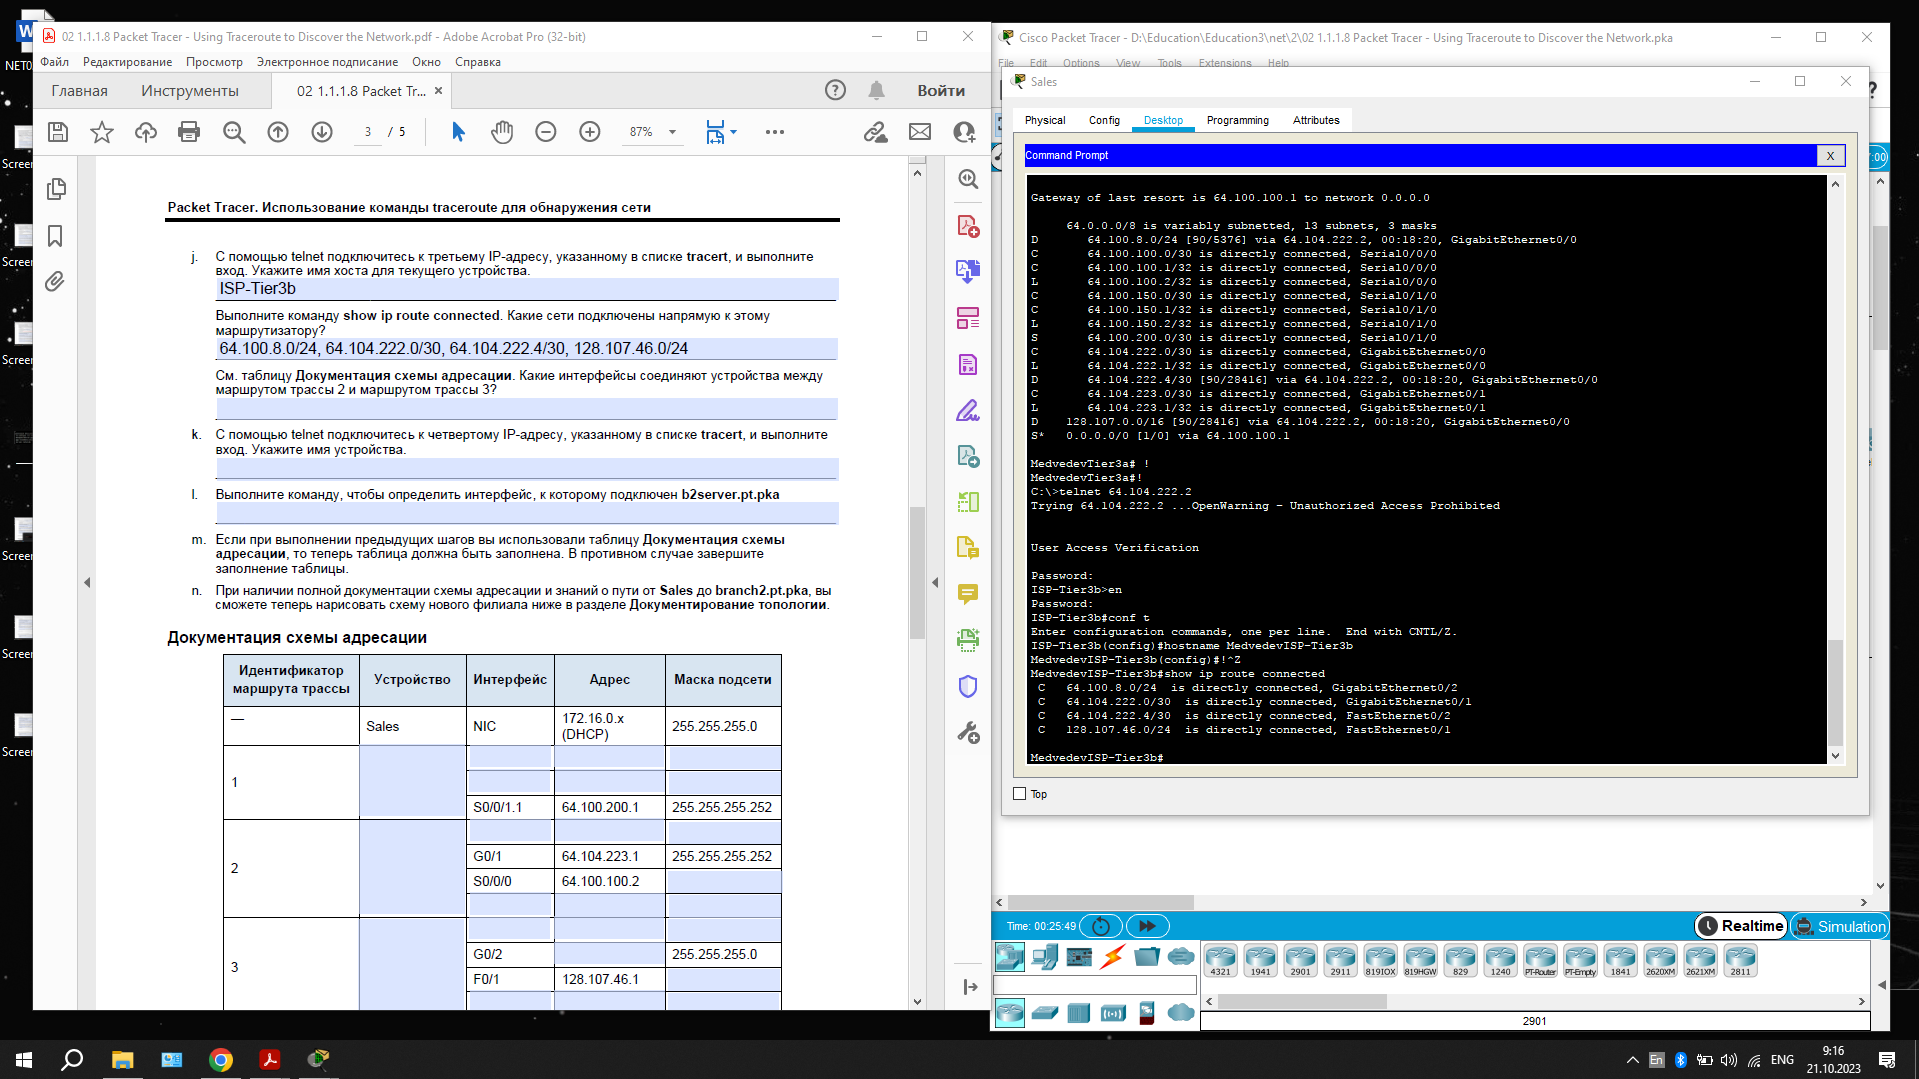 W
NET0
Screer
Screer
Screer
Screer
Screer
Screer
Screer
02 1.1.1.8 Packet Tracer - Using Traceroute to Discover the Network.pdf - Adobe Acrobat Pro (32-bit)
Файл Редактирование Просмотр Электронное подписание Окно Справка
Главная Инструменты 02 1.1.1.8 Packet Tr... × Войти
3 / 5 87%
Packet Tracer. Использование команды traceroute для обнаружения сети
j. С помощью telnet подключитесь к третьему IP-адресу, указанному в списке tracert, и выполните
вход. Укажите имя хоста для текущего устройства.
ISP-Tier3b
Выполните команду show ip route connected. Какие сети подключены напрямую к этому
маршрутизатору?
64.100.8.0/24, 64.104.222.0/30, 64.104.222.4/30, 128.107.46.0/24
См. таблицу Документация схемы адресации. Какие интерфейсы соединяют устройства между
маршрутом трассы 2 и маршрутом трассы 3?
k. С помощью telnet подключитесь к четвертому IP-адресу, указанному в списке tracert, и выполните
вход. Укажите имя устройства.
l. Выполните команду, чтобы определить интерфейс, к которому подключен b2server.pt.pka
m. Если при выполнении предыдущих шагов вы использовали таблицу Документация схемы
адресации, то теперь таблица должна быть заполнена. В противном случае завершите
заполнение таблицы.
n. При наличии полной документации схемы адресации и знаний о пути от Sales до branch2.pt.pka, вы
сможете теперь нарисовать схему нового филиала ниже в разделе Документирование топологии.
Документация схемы адресации
Идентификатор маршрута трассы Устройство Интерфейс Адрес Маска подсети
— Sales NIC 172.16.0.x (DHCP) 255.255.255.0
1
S0/0/1.1 64.100.200.1 255.255.255.252
2
G0/1 64.104.223.1 255.255.255.252
S0/0/0 64.100.100.2
3
G0/2 255.255.255.0
F0/1 128.107.46.1
Cisco Packet Tracer - D:\Education\Education3\net\2\02 1.1.1.8 Packet Tracer - Using Traceroute to Discover the Network.pka
File Edit Options View Tools Extensions Help
Sales
Physical Config Desktop Programming Attributes
Command Prompt X
Gateway of last resort is 64.100.100.1 to network 0.0.0.0
64.0.0.0/8 is variably subnetted, 13 subnets, 3 masks
D 64.100.8.0/24 [90/5376] via 64.104.222.2, 00:18:20, GigabitEthernet0/0
C 64.100.100.0/30 is directly connected, Serial0/0/0
C 64.100.100.1/32 is directly connected, Serial0/0/0
L 64.100.100.2/32 is directly connected, Serial0/0/0
C 64.100.150.0/30 is directly connected, Serial0/1/0
C 64.100.150.1/32 is directly connected, Serial0/1/0
L 64.100.150.2/32 is directly connected, Serial0/1/0
S 64.100.200.0/30 is directly connected, Serial0/1/0
C 64.104.222.0/30 is directly connected, GigabitEthernet0/0
L 64.104.222.1/32 is directly connected, GigabitEthernet0/0
D 64.104.222.4/30 [90/28416] via 64.104.222.2, 00:18:20, GigabitEthernet0/0
C 64.104.223.0/30 is directly connected, GigabitEthernet0/1
L 64.104.223.1/32 is directly connected, GigabitEthernet0/1
D 128.107.0.0/16 [90/28416] via 64.104.222.2, 00:18:20, GigabitEthernet0/0
S* 0.0.0.0/0 [1/0] via 64.100.100.1
MedvedevTier3a# !
MedvedevTier3a#!
C:\>telnet 64.104.222.2
Trying 64.104.222.2 ...OpenWarning - Unauthorized Access Prohibited
User Access Verification
Password:
ISP-Tier3b>en
Password:
ISP-Tier3b#conf t
Enter configuration commands, one per line. End with CNTL/Z.
ISP-Tier3b(config)#hostname MedvedevISP-Tier3b
MedvedevISP-Tier3b(config)#!^Z
MedvedevISP-Tier3b#show ip route connected
C 64.100.8.0/24 is directly connected, GigabitEthernet0/2
C 64.104.222.0/30 is directly connected, GigabitEthernet0/1
C 64.104.222.4/30 is directly connected, FastEthernet0/2
C 128.107.46.0/24 is directly connected, FastEthernet0/1
MedvedevISP-Tier3b#
Top
:00
Time: 00:25:49 Realtime Simulation
4321 1941 2901 2911 819IOX 819HGW 829 1240 PT-Router PT-Empty 1841 2620XM 2621XM 2811
2901
En ENG 9:16
21.10.2023